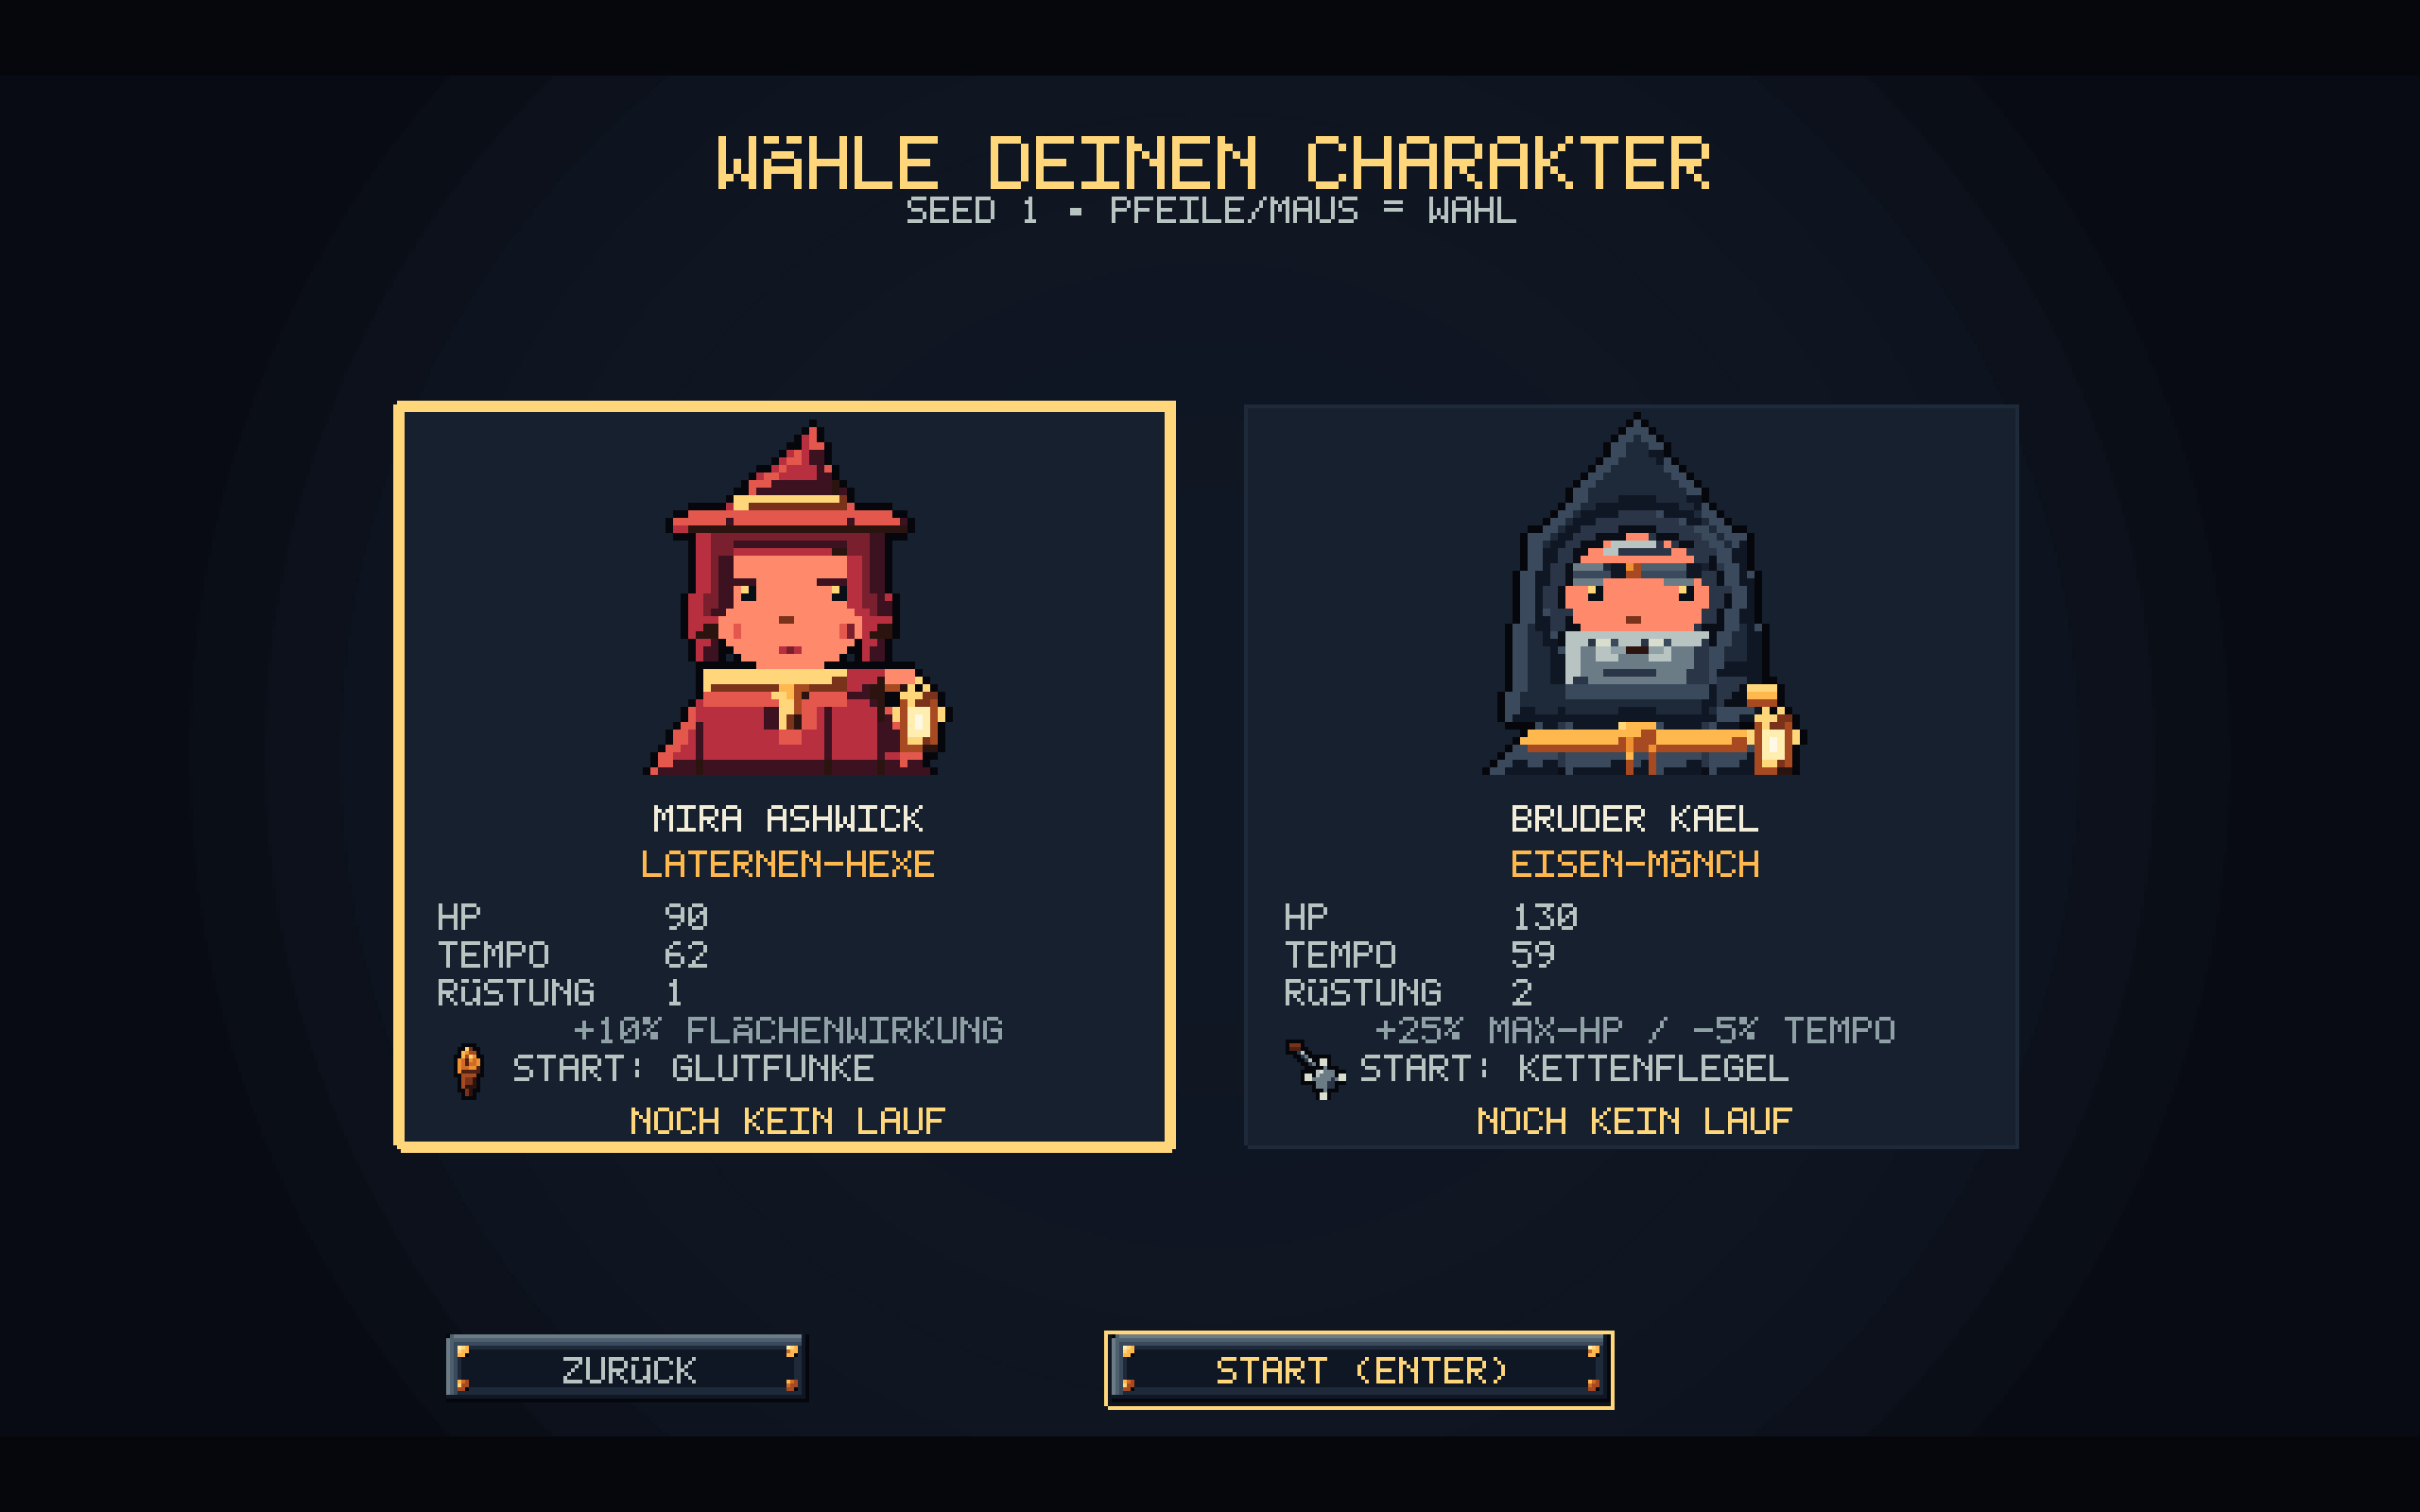 WÄHLE DEINEN CHARAKTER
SEED 1 - PFEILE/MAUS = WAHL
MIRA ASHWICK
LATERNEN-HEXE
HP 90
TEMPO 62
RÜSTUNG 1
+10% FLÄCHENWIRKUNG
START: GLUTFUNKE
NOCH KEIN LAUF
BRUDER KAEL
EISEN-MÖNCH
HP 130
TEMPO 59
RÜSTUNG 2
+25% MAX-HP / -5% TEMPO
START: KETTENFLEGEL
NOCH KEIN LAUF
ZURÜCK
START (ENTER)